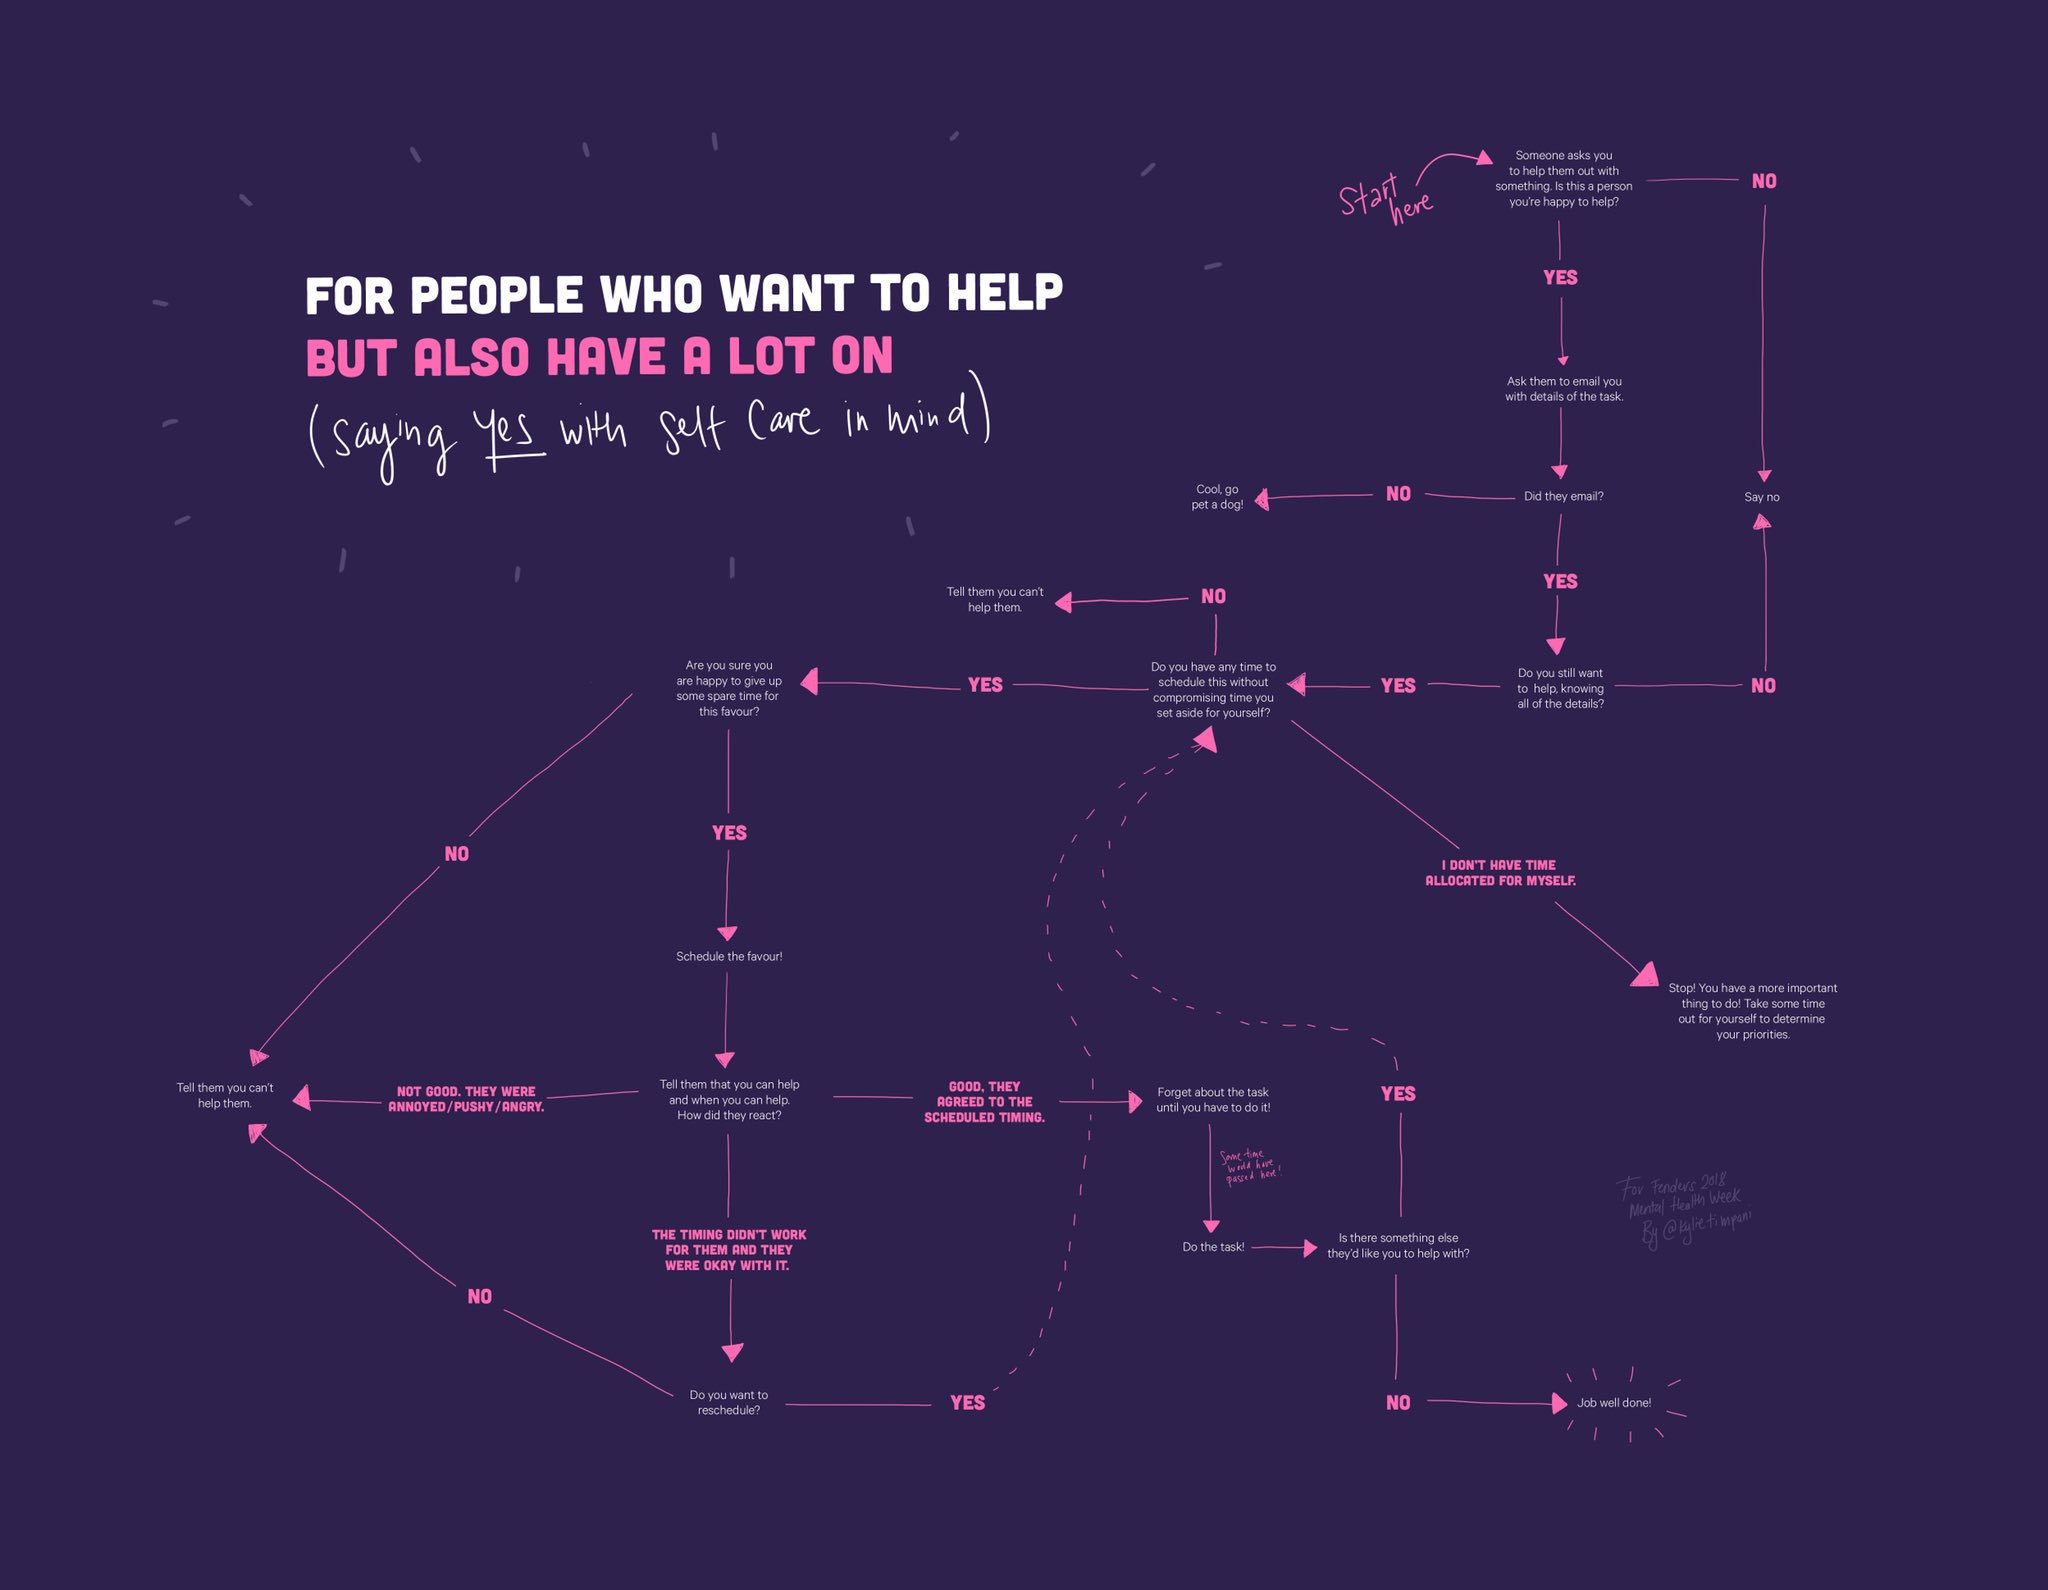 FOR PEOPLE WHO WANT TO HELP
BUT ALSO HAVE A LOT ON
(saying yes with self care in mind)
Start
here
Someone asks you
to help them out with
something. Is this a person
you're happy to help?
NO
YES
Ask them to email you
with details of the task.
Did they email?
NO
Cool, go
pet a dog!
Say no
YES
Do you still want
to help, knowing
all of the details?
NO
YES
Do you have any time to
schedule this without
compromising time you
set aside for yourself?
NO
Tell them you can't
help them.
YES
I DON'T HAVE TIME
ALLOCATED FOR MYSELF.
Stop! You have a more important
thing to do! Take some time
out for yourself to determine
your priorities.
Are you sure you
are happy to give up
some spare time for
this favour?
NO
YES
Schedule the favour!
Tell them that you can help
and when you can help.
How did they react?
NOT GOOD. THEY WERE
ANNOYED/PUSHY/ANGRY.
Tell them you can't
help them.
GOOD, THEY
AGREED TO THE
SCHEDULED TIMING.
Forget about the task
until you have to do it!
Some time
would have
passed here!
Do the task!
Is there something else
they'd like you to help with?
YES
NO
Job well done!
THE TIMING DIDN'T WORK
FOR THEM AND THEY
WERE OKAY WITH IT.
Do you want to
reschedule?
NO
YES
For Fenders 2018
Mental Health Week
By @kylietimpani